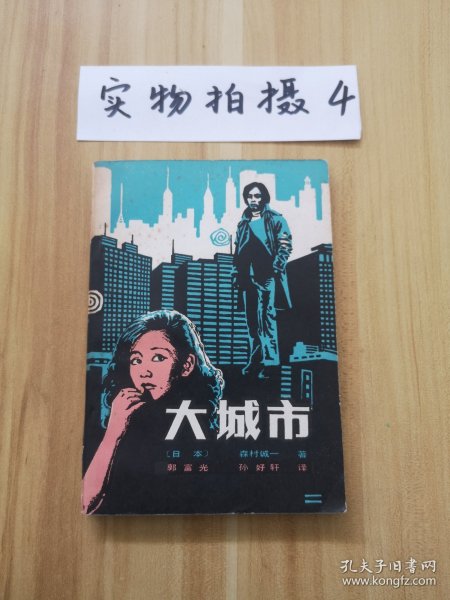 实物拍摄 4
大城市
〔日本〕 森村诚一 著
郭富光 孙好轩 译
孔夫子旧书网
www.kongfz.com